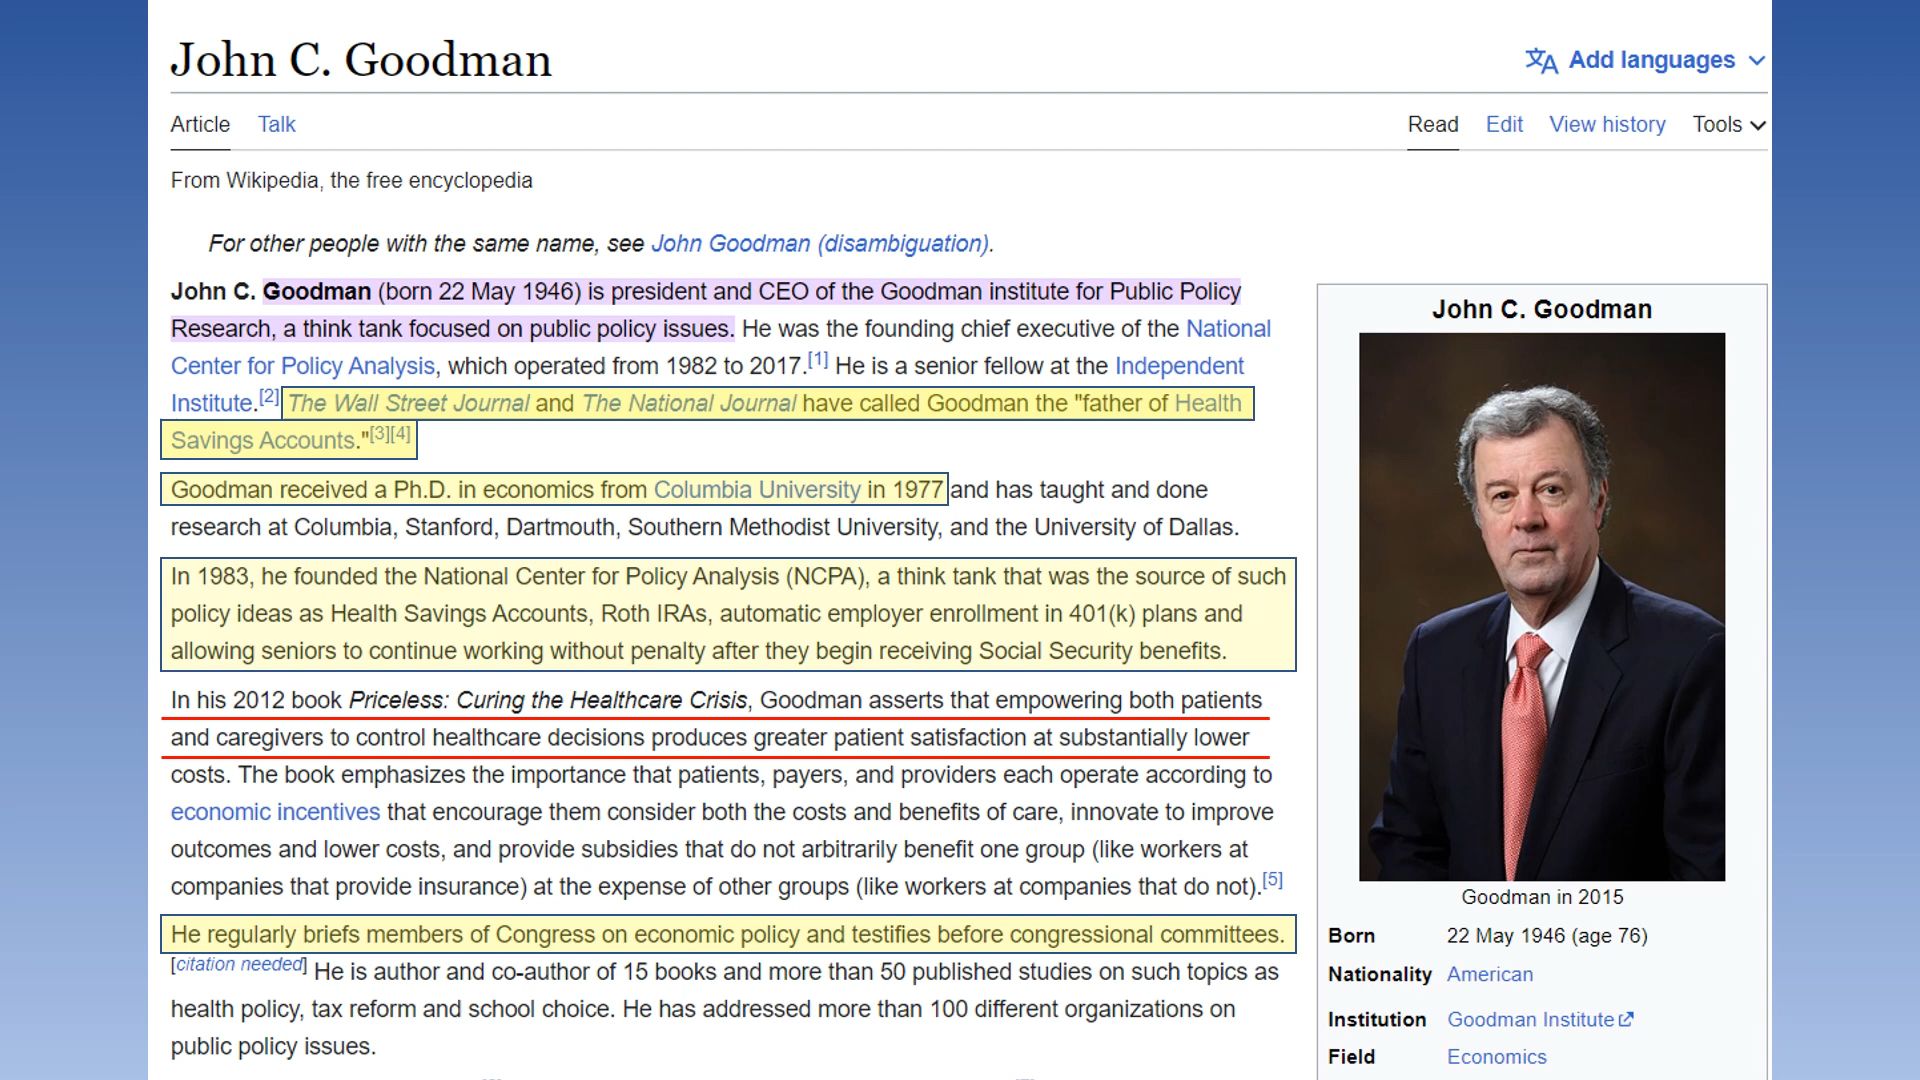 John C. Goodman
Add languages
Article Talk
Read Edit View history Tools
From Wikipedia, the free encyclopedia
For other people with the same name, see John Goodman (disambiguation).
John C. Goodman (born 22 May 1946) is president and CEO of the Goodman institute for Public Policy
Research, a think tank focused on public policy issues. He was the founding chief executive of the National
Center for Policy Analysis, which operated from 1982 to 2017.[1] He is a senior fellow at the Independent
Institute.[2] The Wall Street Journal and The National Journal have called Goodman the "father of Health
Savings Accounts."[3][4]
Goodman received a Ph.D. in economics from Columbia University in 1977 and has taught and done
research at Columbia, Stanford, Dartmouth, Southern Methodist University, and the University of Dallas.
In 1983, he founded the National Center for Policy Analysis (NCPA), a think tank that was the source of such
policy ideas as Health Savings Accounts, Roth IRAs, automatic employer enrollment in 401(k) plans and
allowing seniors to continue working without penalty after they begin receiving Social Security benefits.
In his 2012 book Priceless: Curing the Healthcare Crisis, Goodman asserts that empowering both patients
and caregivers to control healthcare decisions produces greater patient satisfaction at substantially lower
costs. The book emphasizes the importance that patients, payers, and providers each operate according to
economic incentives that encourage them consider both the costs and benefits of care, innovate to improve
outcomes and lower costs, and provide subsidies that do not arbitrarily benefit one group (like workers at
companies that provide insurance) at the expense of other groups (like workers at companies that do not).[5]
He regularly briefs members of Congress on economic policy and testifies before congressional committees.
[citation needed] He is author and co-author of 15 books and more than 50 published studies on such topics as
health policy, tax reform and school choice. He has addressed more than 100 different organizations on
public policy issues.
John C. Goodman
Goodman in 2015
Born 22 May 1946 (age 76)
Nationality American
Institution Goodman Institute
Field Economics